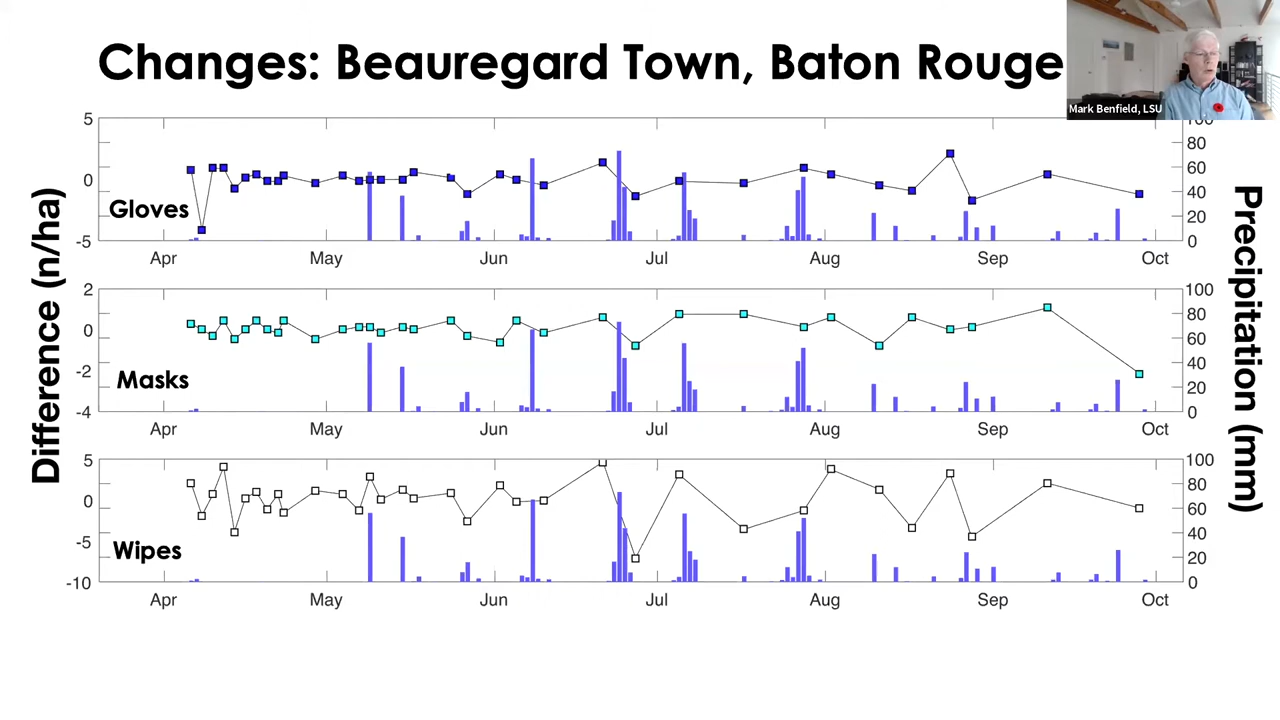 Changes: Beauregard Town, Baton Rouge
Mark Benfield, LSU
Difference (n/ha)
Precipitation (mm)
5
0
-5
Gloves
100
80
60
40
20
0
Apr May Jun Jul Aug Sep Oct
2
0
-2
-4
Masks
100
80
60
40
20
0
Apr May Jun Jul Aug Sep Oct
5
0
-5
-10
Wipes
100
80
60
40
20
0
Apr May Jun Jul Aug Sep Oct